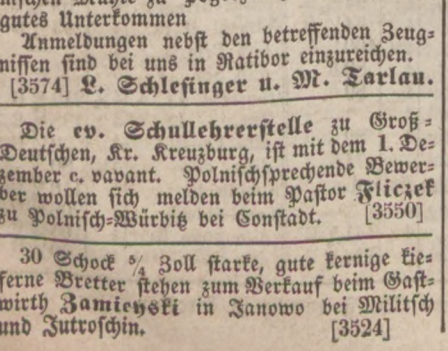 gutes Unterkommen
Anmeldungen nebst den betreffenden Zeug-
nissen sind bei uns in Ratibor einzureichen.
[3574] L. Schlesinger u. M. Tarlau.
Die ev. Schullehrerstelle zu Groß-
Deutschen, Kr. Kreuzburg, ist mit dem 1. De-
zember c. vavant. Polnischsprechende Bewer-
ber wollen sich melden beim Pastor Fliczek
zu Polnisch-Würbitz bei Constadt. [3550]
30 Schock 5/4 Zoll starke, gute kernige kie-
ferne Bretter stehen zum Verkauf beim Gast-
wirth Zamieyski in Janowo bei Militsch
und Jutroschin. [3524]